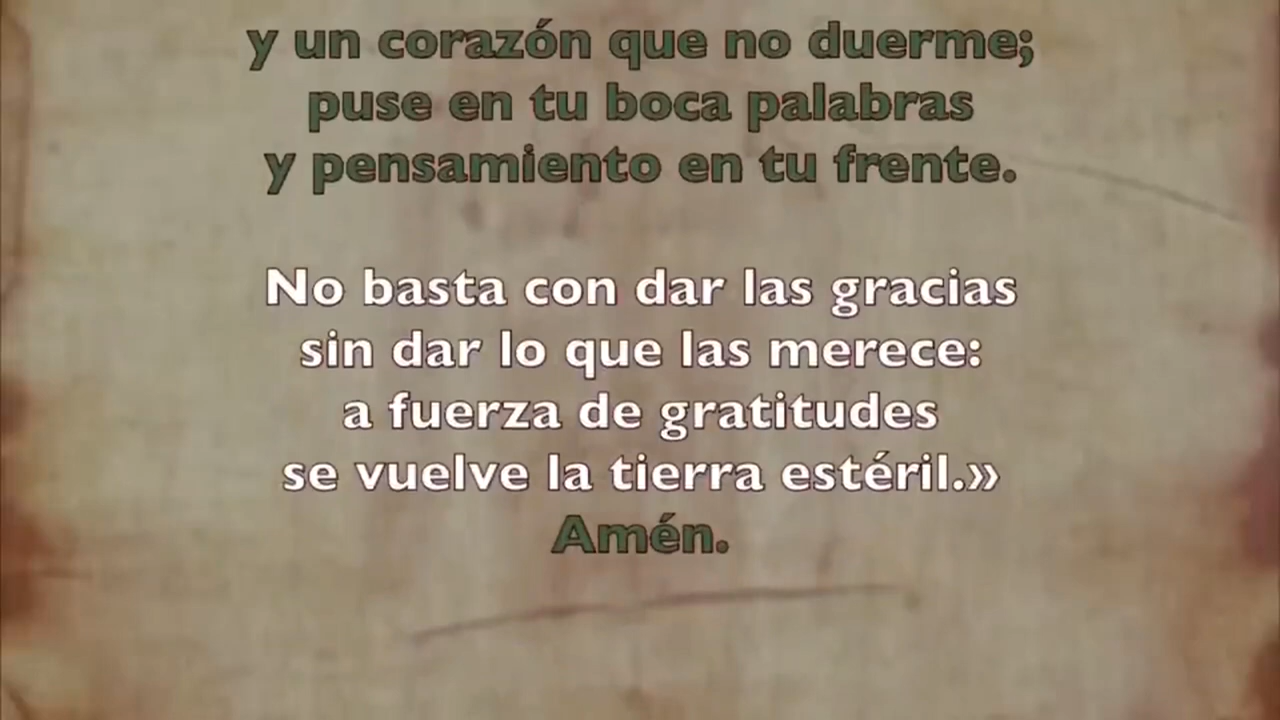 y un corazón que no duerme;
puse en tu boca palabras
y pensamiento en tu frente.
No basta con dar las gracias
sin dar lo que las merece:
a fuerza de gratitudes
se vuelve la tierra estéril.»
Amén.